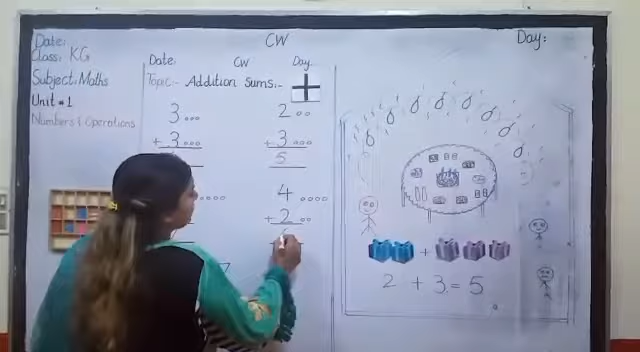 CW
Date:
Class: KG
Subject: Maths
Unit #1
Numbers & Operations
Date:
CW
Day:
Topic:- Addition Sums:-
+
3
+ 3
2
+ 3
5
4
+ 2
Day:
+
2 + 3 = 5